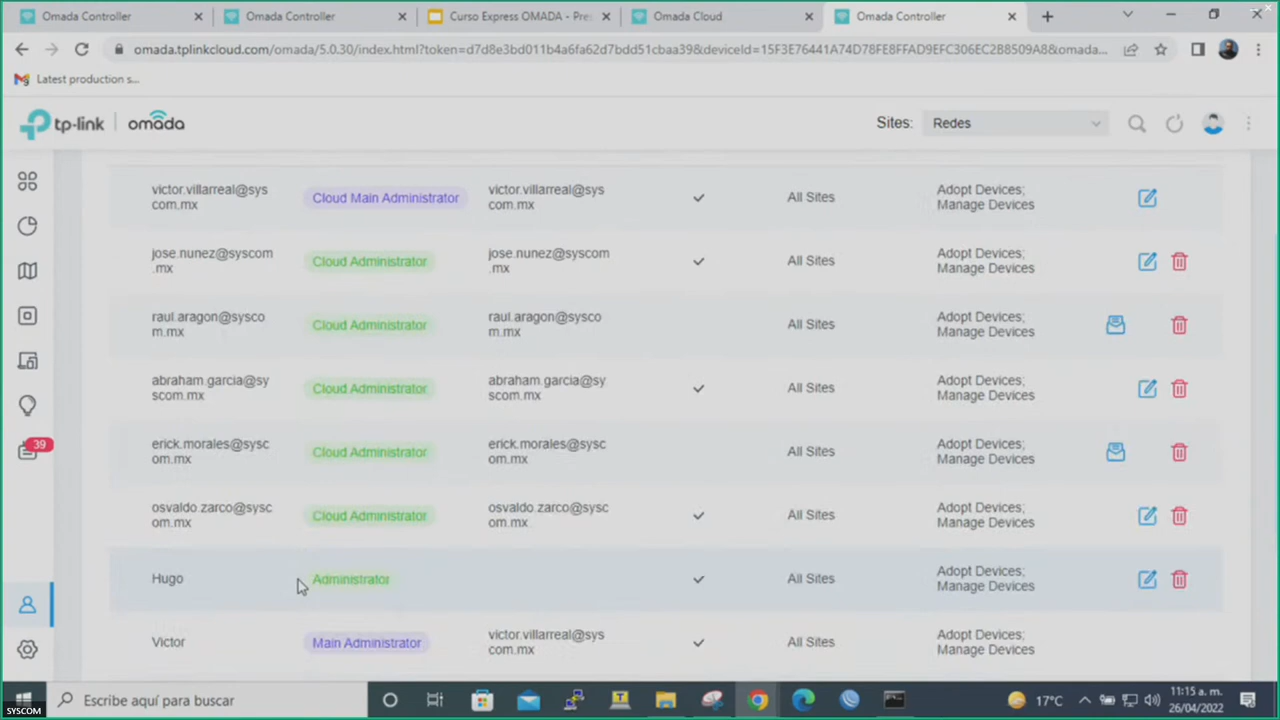 Omada Controller
Omada Controller
Curso Express OMADA - Pres
Omada Cloud
Omada Controller
omada.tplinkcloud.com/omada/5.0.30/index.html?token=d7d8e3bd011b4a6fa62d7bdd51cbaa39&deviceId=15F3E76441A74D78FE8FFAD9EFC306EC2B8509A8&omada...
Latest production s...
tp-link | omada
Sites: Redes
victor.villarreal@sys
com.mx
Cloud Main Administrator
victor.villarreal@sys
com.mx
All Sites
Adopt Devices;
Manage Devices
jose.nunez@syscom
.mx
Cloud Administrator
jose.nunez@syscom
.mx
All Sites
Adopt Devices;
Manage Devices
raul.aragon@sysco
m.mx
Cloud Administrator
raul.aragon@sysco
m.mx
All Sites
Adopt Devices;
Manage Devices
abraham.garcia@sy
scom.mx
Cloud Administrator
abraham.garcia@sy
scom.mx
All Sites
Adopt Devices;
Manage Devices
erick.morales@sysc
om.mx
Cloud Administrator
erick.morales@sysc
om.mx
All Sites
Adopt Devices;
Manage Devices
39
osvaldo.zarco@sysc
om.mx
Cloud Administrator
osvaldo.zarco@sysc
om.mx
All Sites
Adopt Devices;
Manage Devices
Hugo
Administrator
All Sites
Adopt Devices;
Manage Devices
Victor
Main Administrator
victor.villarreal@sys
com.mx
All Sites
Adopt Devices;
Manage Devices
Escribe aquí para buscar
17°C
11:15 a. m.
26/04/2022
SYSCOM